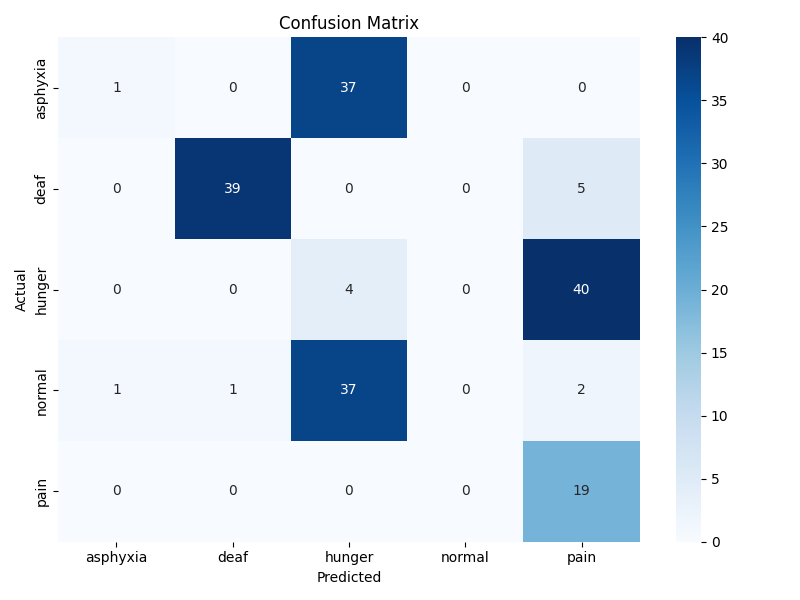 Confusion Matrix
Actual
asphyxia 1 0 37 0 0
deaf 0 39 0 0 5
hunger 0 0 4 0 40
normal 1 1 37 0 2
pain 0 0 0 0 19
asphyxia deaf hunger normal pain
Predicted
40
35
30
25
20
15
10
5
0